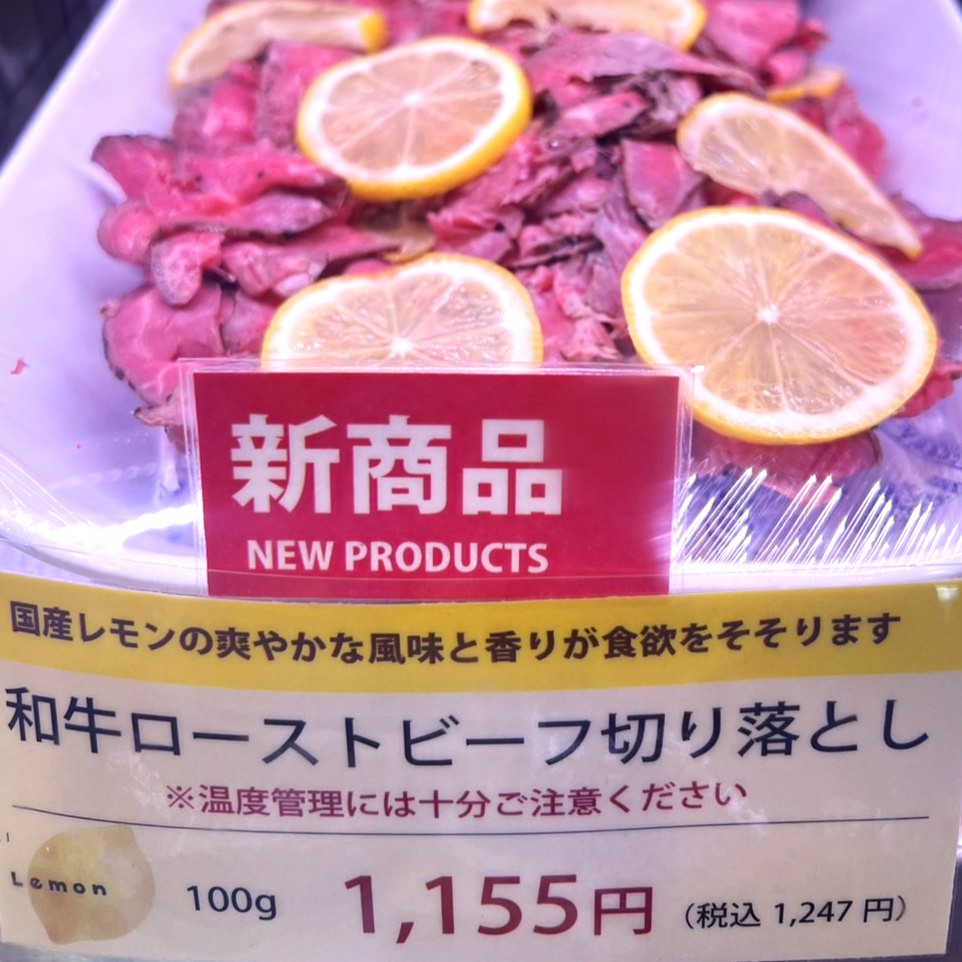 新商品
NEW PRODUCTS
国産レモンの爽やかな風味と香りが食欲をそそります
和牛ローストビーフ切り落とし
※温度管理には十分ご注意ください
Lemon
100g 1,155円 (税込 1,247 円)